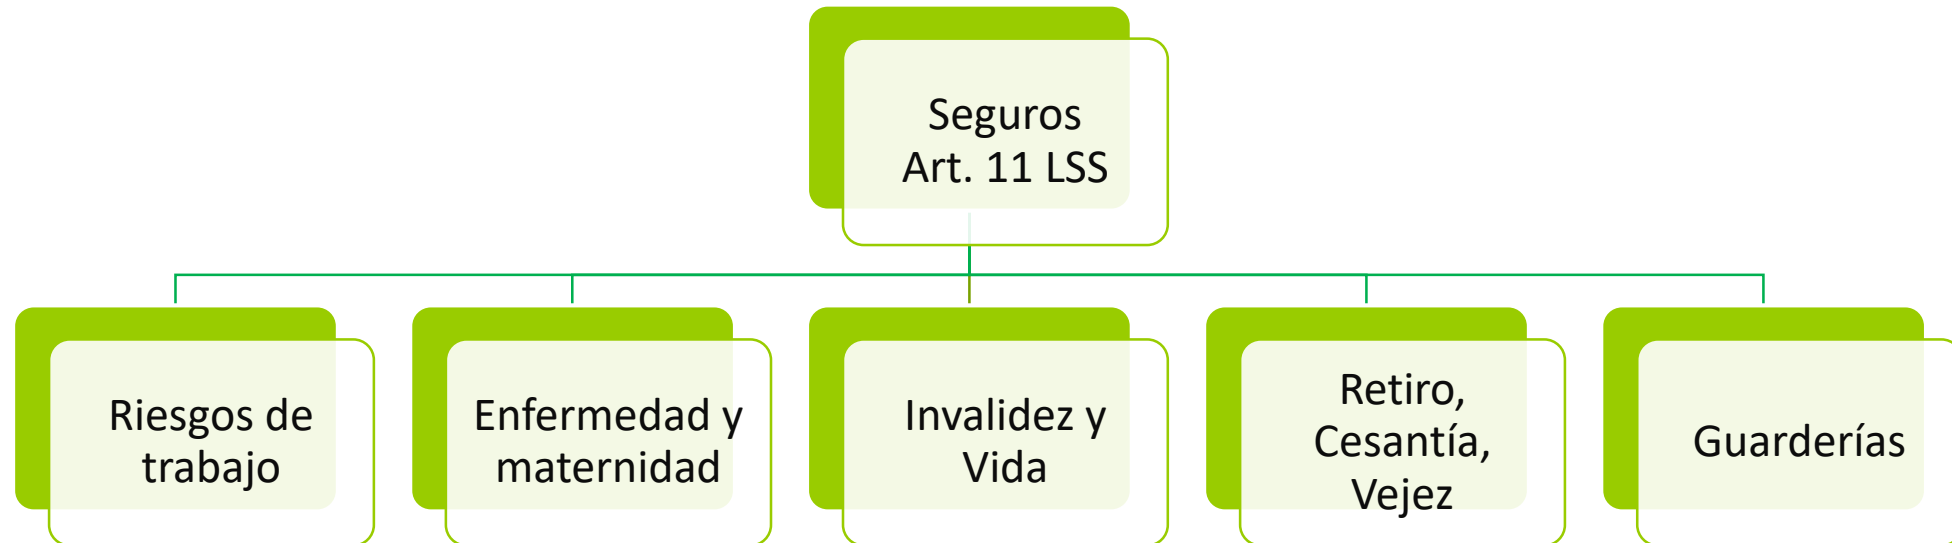 Seguros
Art. 11 LSS
Riesgos de
trabajo
Enfermedad y
maternidad
Invalidez y
Vida
Retiro,
Cesantía,
Vejez
Guarderías